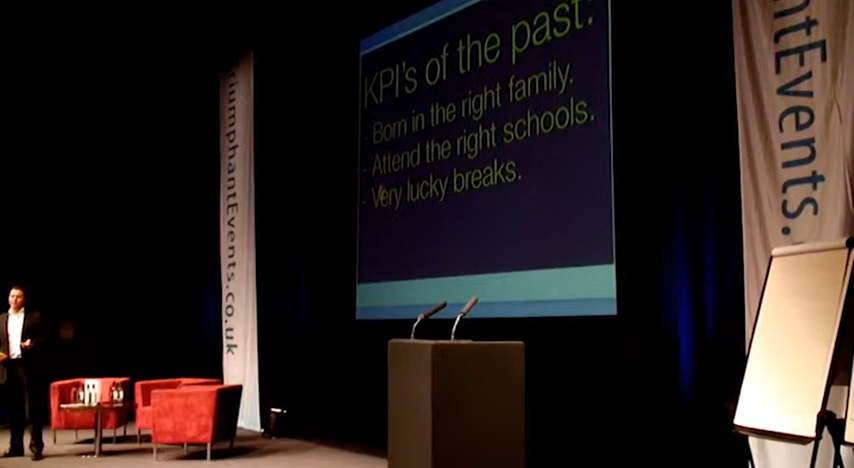 KPI's of the past:
- Born in the right family.
- Attend the right schools.
- Very lucky breaks.
riumphantEvents.co.uk
ntEvents.